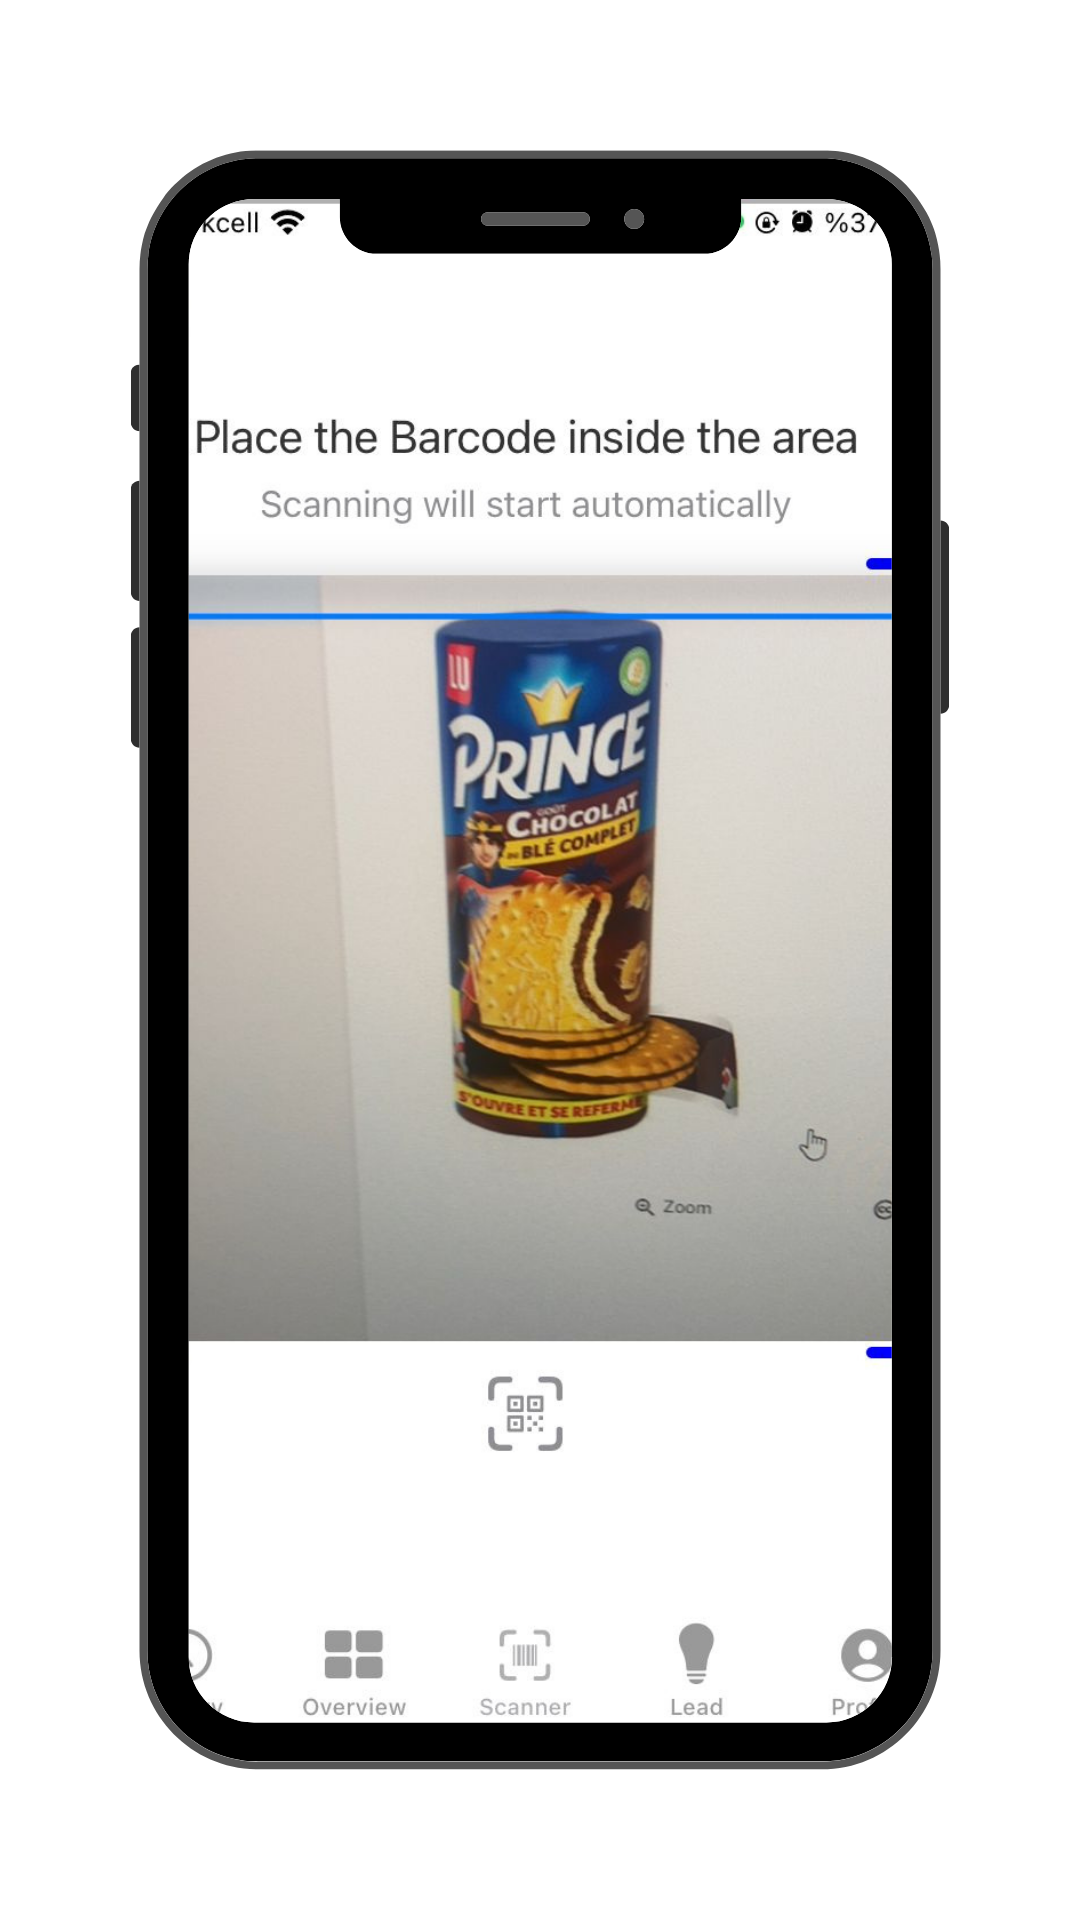 kcell %37
Place the Barcode inside the area
Scanning will start automatically
LU
PRINCE
GOÛT
CHOCOLAT
AU BLÉ COMPLET
S'OUVRE ET SE REFERME
Zoom
cc
Overview
Scanner
Lead